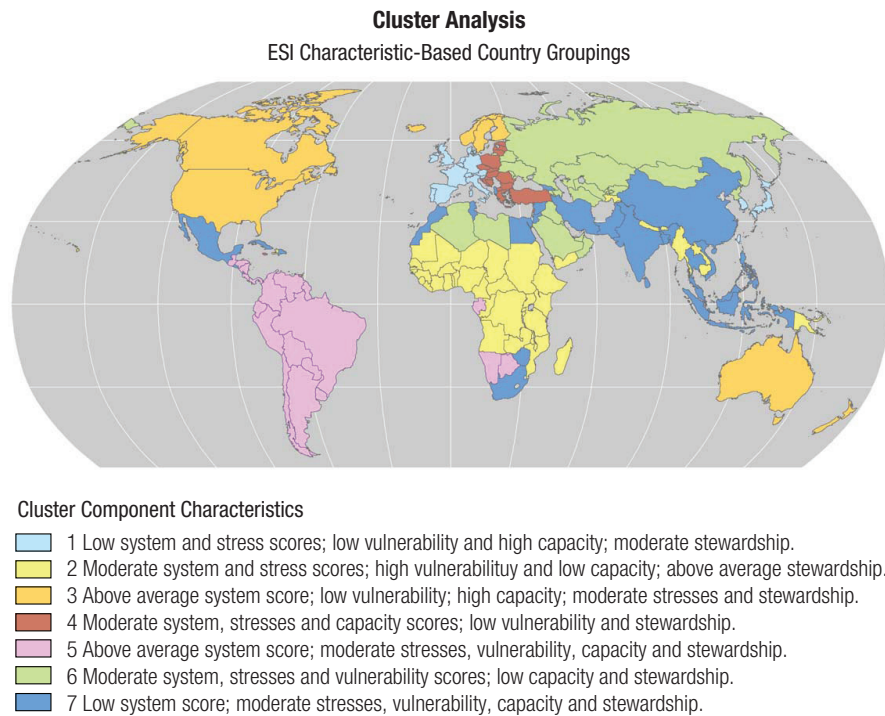 Cluster Analysis
ESI Characteristic-Based Country Groupings
Cluster Component Characteristics
1 Low system and stress scores; low vulnerability and high capacity; moderate stewardship.
2 Moderate system and stress scores; high vulnerabilituy and low capacity; above average stewardship.
3 Above average system score; low vulnerability; high capacity; moderate stresses and stewardship.
4 Moderate system, stresses and capacity scores; low vulnerability and stewardship.
5 Above average system score; moderate stresses, vulnerability, capacity and stewardship.
6 Moderate system, stresses and vulnerability scores; low capacity and stewardship.
7 Low system score; moderate stresses, vulnerability, capacity and stewardship.